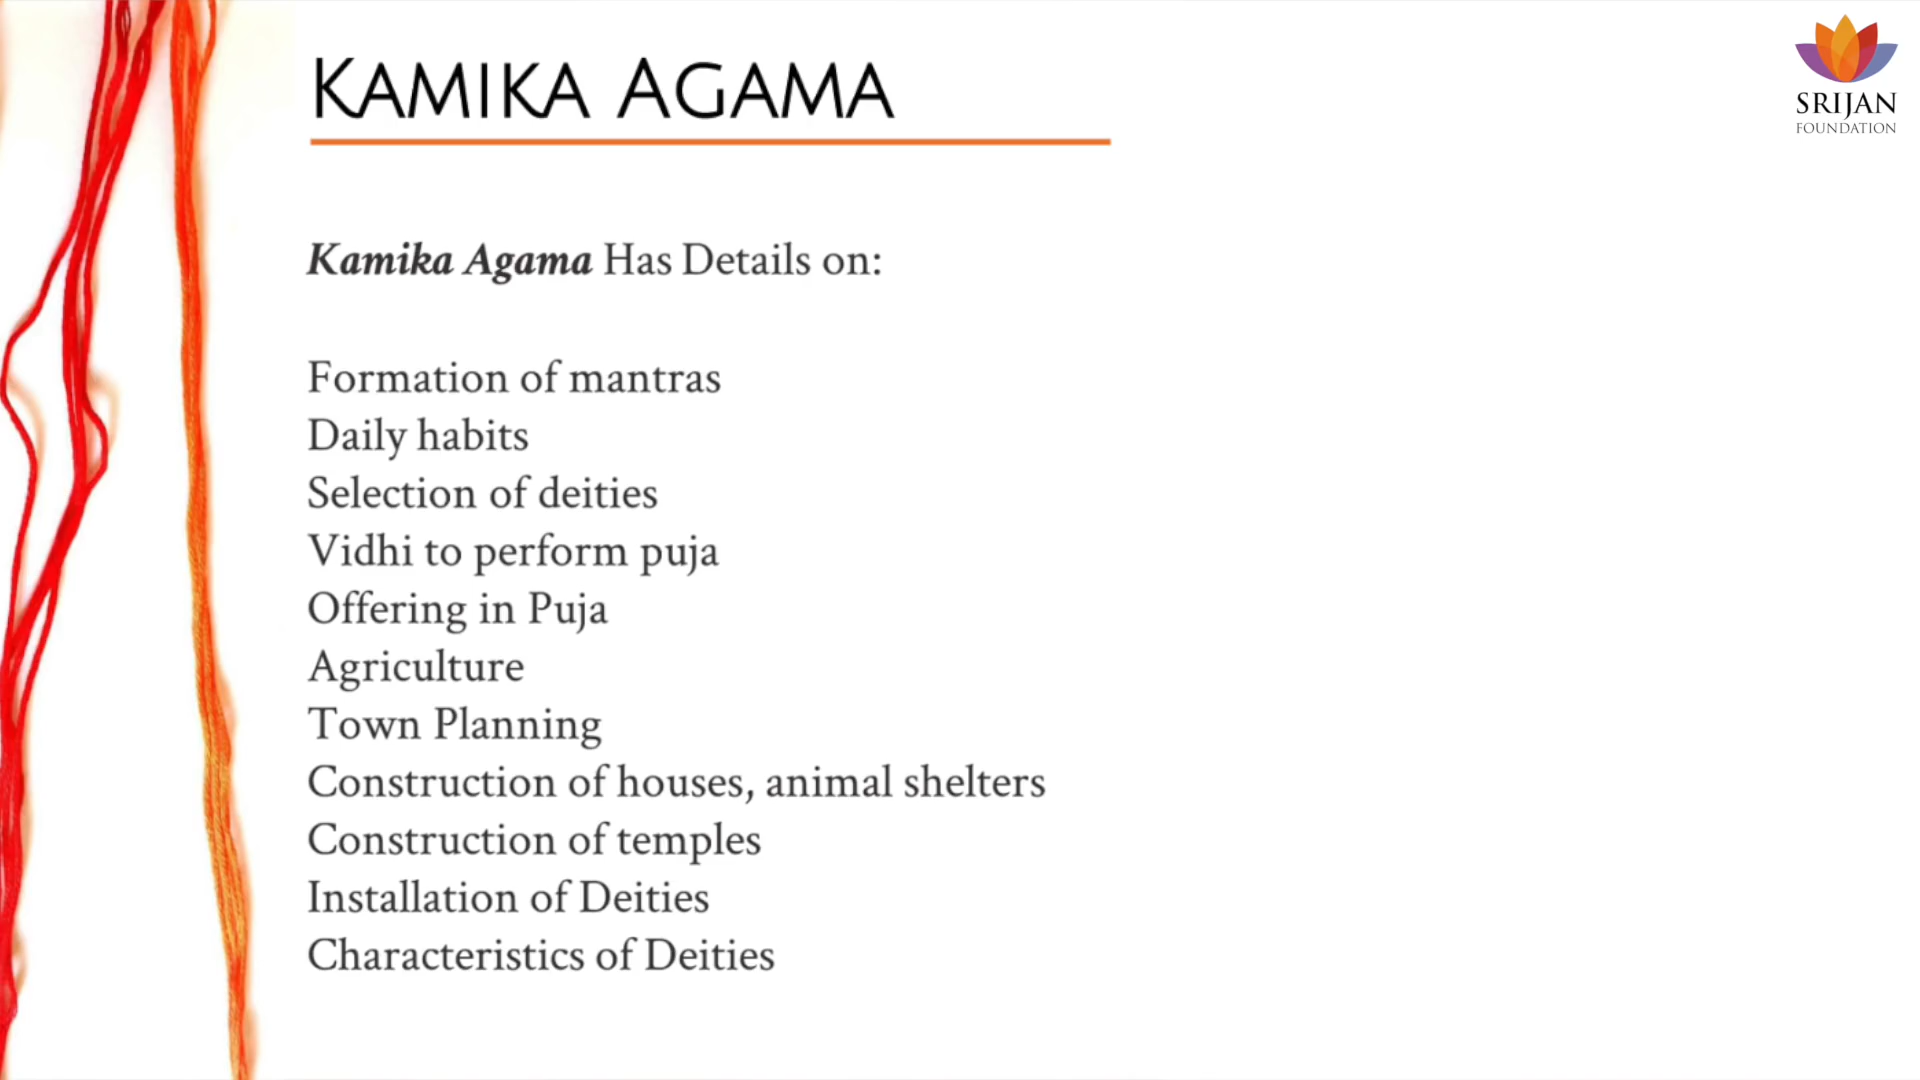 KAMIKA AGAMA
SRIJAN
FOUNDATION
Kamika Agama Has Details on:
Formation of mantras
Daily habits
Selection of deities
Vidhi to perform puja
Offering in Puja
Agriculture
Town Planning
Construction of houses, animal shelters
Construction of temples
Installation of Deities
Characteristics of Deities